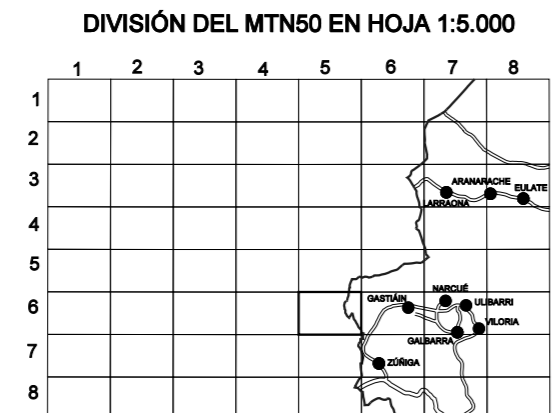 DIVISIÓN DEL MTN50 EN HOJA 1:5.000
1 2 3 4 5 6 7 8
1
2
3
ARANARACHE
EULATE
LARRAONA
4
5
NARCUÉ
6
GASTIÁIN
ULIBARRI
VILORIA
GALBARRA
7
ZÚÑIGA
8